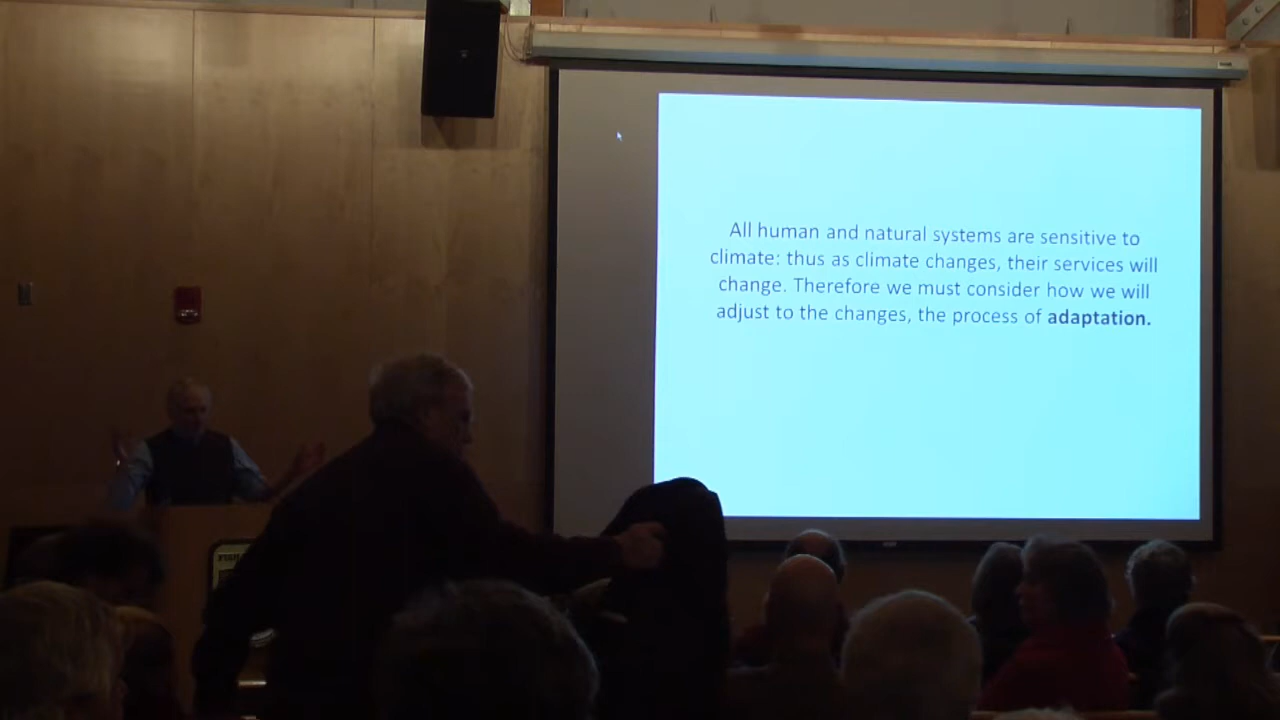 All human and natural systems are sensitive to
climate: thus as climate changes, their services will
change. Therefore we must consider how we will
adjust to the changes, the process of adaptation.